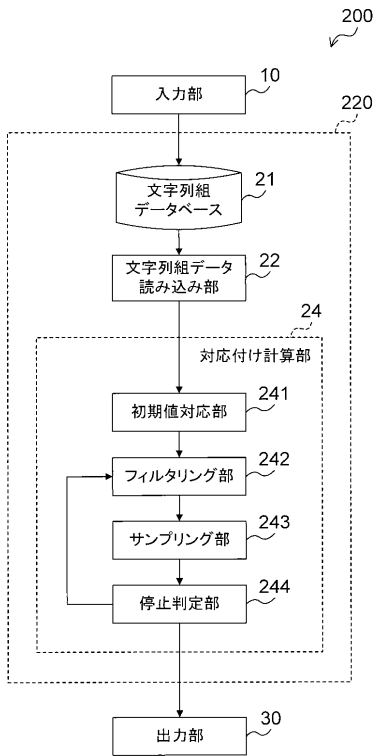 200
10
入力部
220
21
文字列組
データベース
22
文字列組データ
読み込み部
24
対応付け計算部
241
初期値対応部
242
フィルタリング部
243
サンプリング部
244
停止判定部
30
出力部